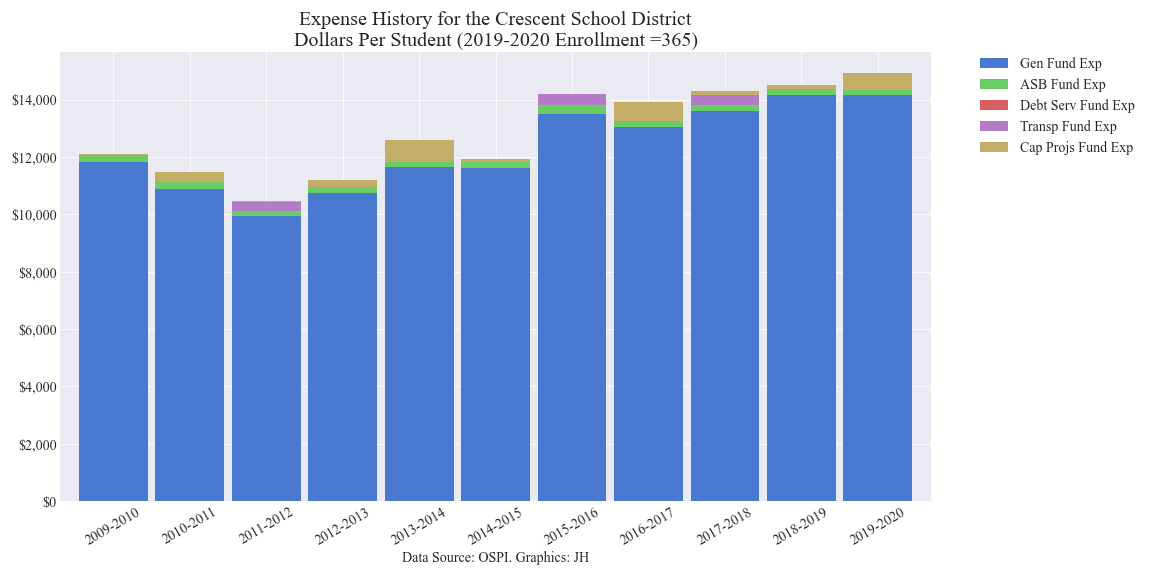 Expense History for the Crescent School District
Dollars Per Student (2019-2020 Enrollment =365)
Gen Fund Exp
ASB Fund Exp
Debt Serv Fund Exp
Transp Fund Exp
Cap Projs Fund Exp
$14,000
$12,000
$10,000
$8,000
$6,000
$4,000
$2,000
$0
2009-2010
2010-2011
2011-2012
2012-2013
2013-2014
2014-2015
2015-2016
2016-2017
2017-2018
2018-2019
2019-2020
Data Source: OSPI. Graphics: JH